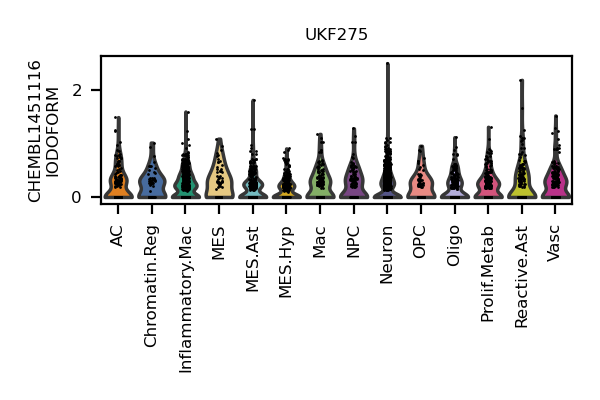 UKF275
CHEMBL1451116
IODOFORM
2
0
AC
Chromatin.Reg
Inflammatory.Mac
MES
MES.Ast
MES.Hyp
Mac
NPC
Neuron
OPC
Oligo
Prolif.Metab
Reactive.Ast
Vasc